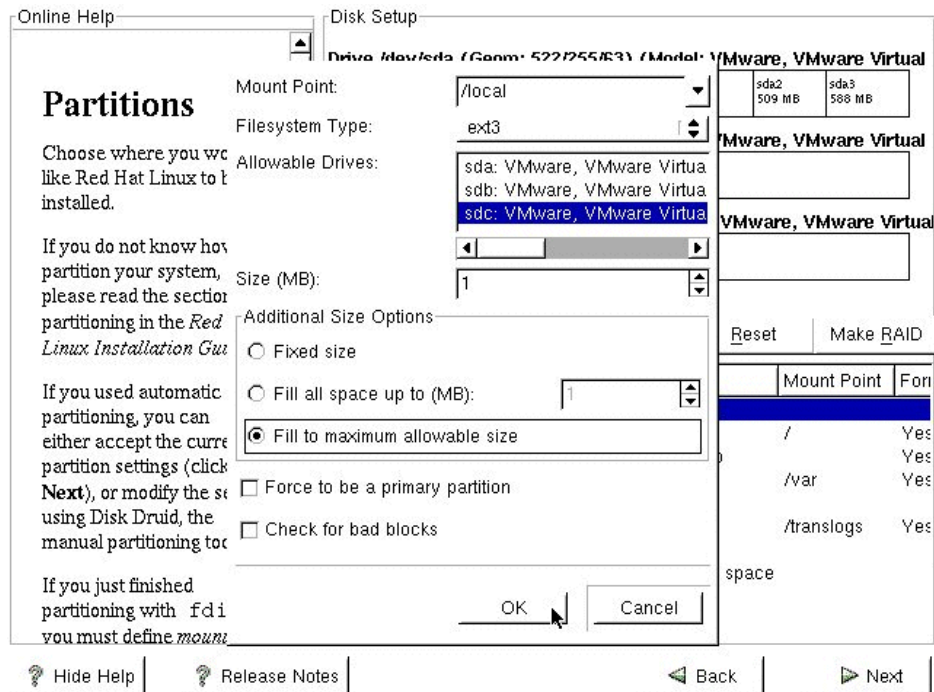 Online Help
Partitions
Choose where you wo
like Red Hat Linux to b
installed.
If you do not know hov
partition your system,
please read the section
partitioning in the Red
Linux Installation Gui
If you used automatic
partitioning, you can
either accept the curre
partition settings (click
Next), or modify the se
using Disk Druid, the
manual partitioning too
If you just finished
partitioning with fdi
you must define mount
Disk Setup
Drive /dev/sda (Geom: 522/255/63) (Model: VMware, VMware Virtual
sda2
509 MB
sda3
588 MB
VMware, VMware Virtual
VMware, VMware Virtual
Mount Point:
/local
Filesystem Type:
ext3
Allowable Drives:
sda: VMware, VMware Virtua
sdb: VMware, VMware Virtua
sdc: VMware, VMware Virtua
Size (MB):
1
Additional Size Options
Fixed size
Fill all space up to (MB):
1
Fill to maximum allowable size
Force to be a primary partition
Check for bad blocks
OK
Cancel
Reset
Make RAID
Mount Point
Forn
/
Yes
Yes
/var
Yes
/translogs
Yes
space
Hide Help
Release Notes
Back
Next